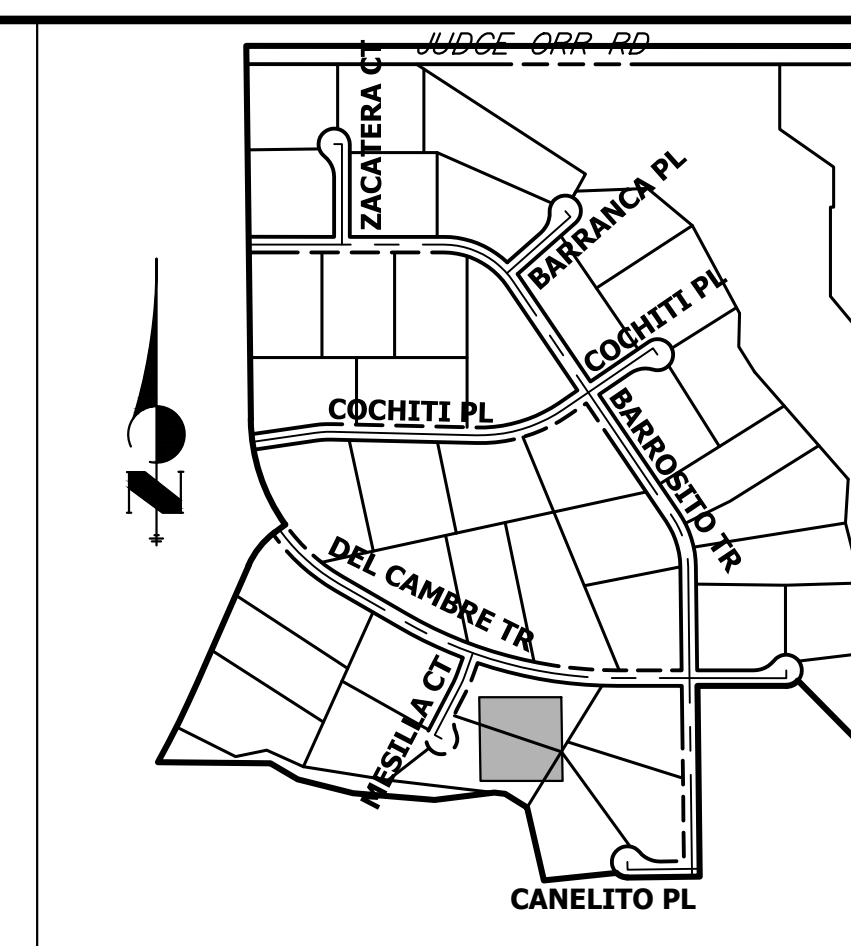 JUDGE ORR RD
ZACATERA CT
BARRANCA PL
COCHITI PL
COCHITI PL
BARROSITO TR
DEL CAMBRE TR
MESILLA CT
CANELITO PL
N